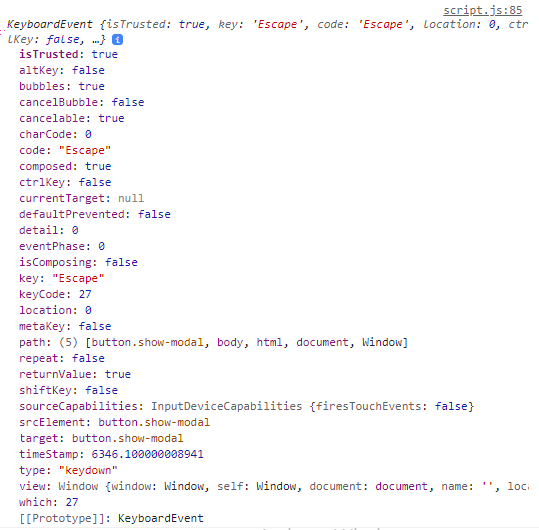 script.js:85
KeyboardEvent {isTrusted: true, key: 'Escape', code: 'Escape', location: 0, ctr
lKey: false, …} i
isTrusted: true
altKey: false
bubbles: true
cancelBubble: false
cancelable: true
charCode: 0
code: "Escape"
composed: true
ctrlKey: false
currentTarget: null
defaultPrevented: false
detail: 0
eventPhase: 0
isComposing: false
key: "Escape"
keyCode: 27
location: 0
metaKey: false
path: (5) [button.show-modal, body, html, document, Window]
repeat: false
returnValue: true
shiftKey: false
sourceCapabilities: InputDeviceCapabilities {firesTouchEvents: false}
srcElement: button.show-modal
target: button.show-modal
timeStamp: 6346.100000008941
type: "keydown"
view: Window {window: Window, self: Window, document: document, name: '', loca
which: 27
[[Prototype]]: KeyboardEvent